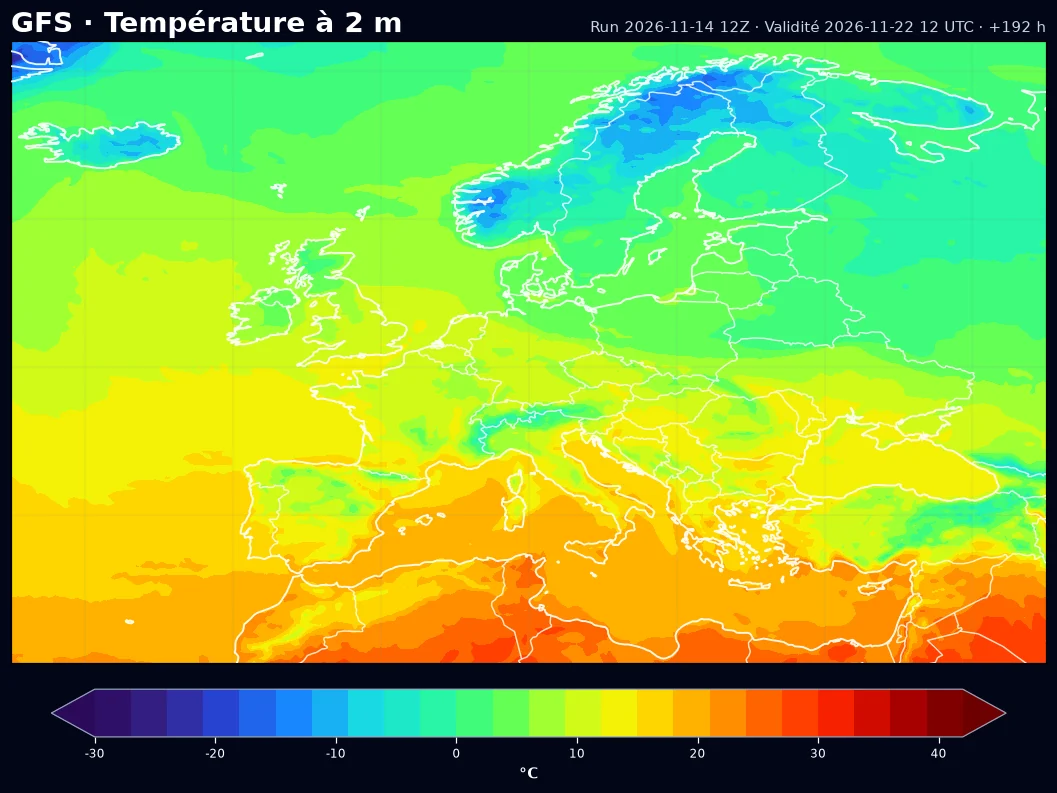 GFS · Température à 2 m
Run 2026-11-14 12Z · Validité 2026-11-22 12 UTC · +192 h
-30 -20 -10 0 10 20 30 40
°C